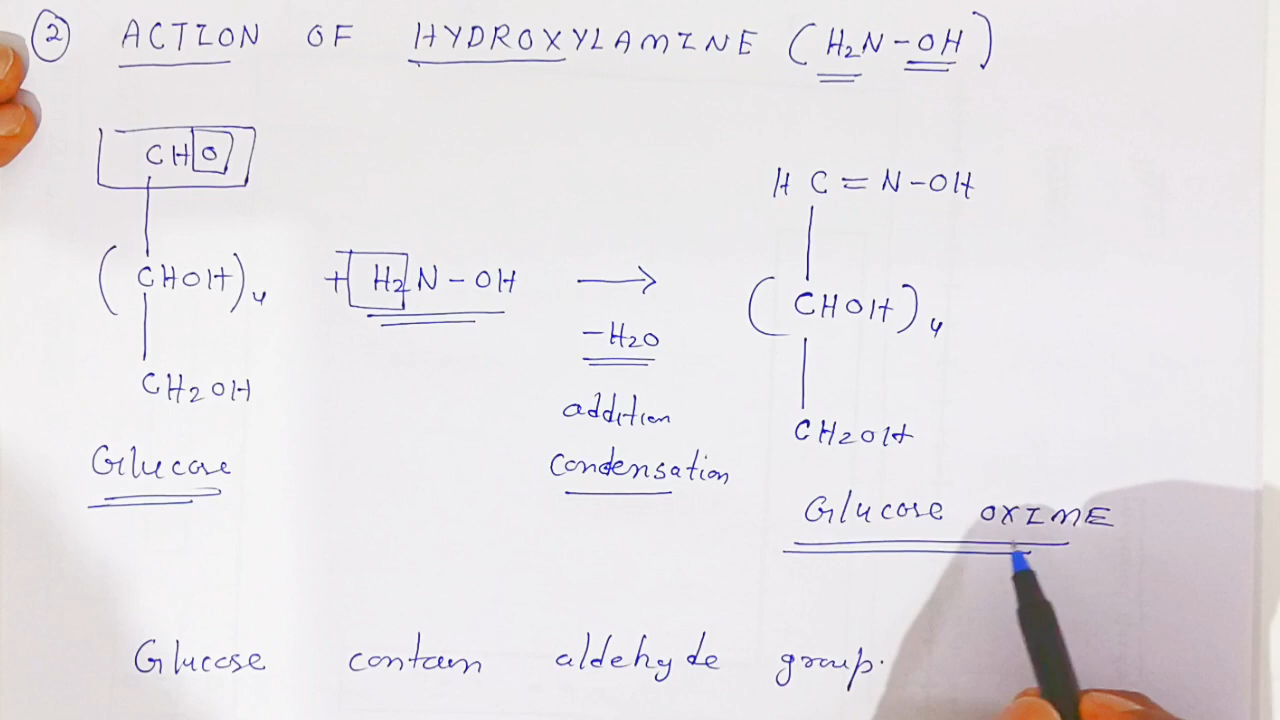 ② ACTION OF HYDROXYLAMINE (H2N-OH)
CHO
HC=N-OH
(CHOH)4 + H2N-OH →
(CHOH)4
-H2O
CH2OH
addition
CH2OH
Glucose
condensation
Glucose OXIME
Glucose contain aldehyde group.